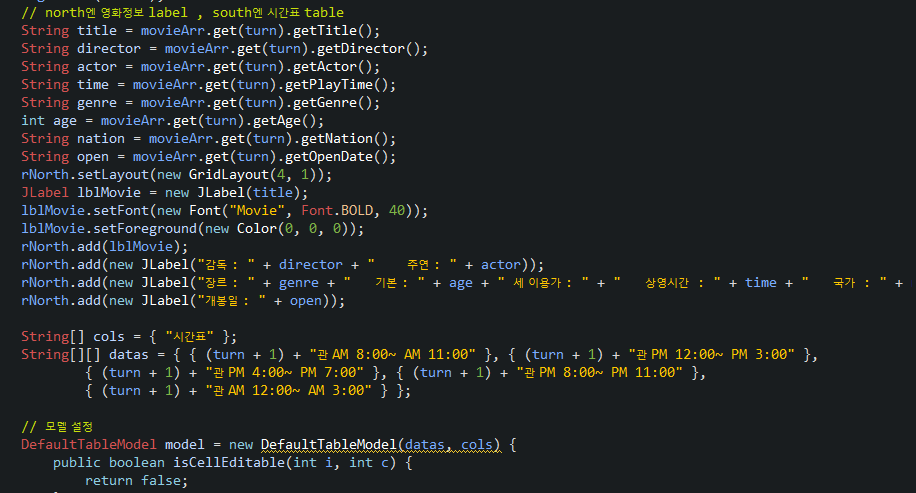 // north엔 영화정보 label , south엔 시간표 table
String title = movieArr.get(turn).getTitle();
String director = movieArr.get(turn).getDirector();
String actor = movieArr.get(turn).getActor();
String time = movieArr.get(turn).getPlayTime();
String genre = movieArr.get(turn).getGenre();
int age = movieArr.get(turn).getAge();
String nation = movieArr.get(turn).getNation();
String open = movieArr.get(turn).getOpenDate();
rNorth.setLayout(new GridLayout(4, 1));
JLabel lblMovie = new JLabel(title);
lblMovie.setFont(new Font("Movie", Font.BOLD, 40));
lblMovie.setForeground(new Color(0, 0, 0));
rNorth.add(lblMovie);
rNorth.add(new JLabel("감독 : " + director + "    주연 : " + actor));
rNorth.add(new JLabel("장르 : " + genre + "   기본 : " + age + " 세 이용가 : " + "   상영시간  : " + time + "   국가  : " +
rNorth.add(new JLabel("개봉일 : " + open));
String[] cols = { "시간표" };
String[][] datas = { { (turn + 1) + "관 AM 8:00~ AM 11:00" }, { (turn + 1) + "관 PM 12:00~ PM 3:00" },
{ (turn + 1) + "관 PM 4:00~ PM 7:00" }, { (turn + 1) + "관 PM 8:00~ PM 11:00" },
{ (turn + 1) + "관 AM 12:00~ AM 3:00" } };
// 모델 설정
DefaultTableModel model = new DefaultTableModel(datas, cols) {
public boolean isCellEditable(int i, int c) {
return false;